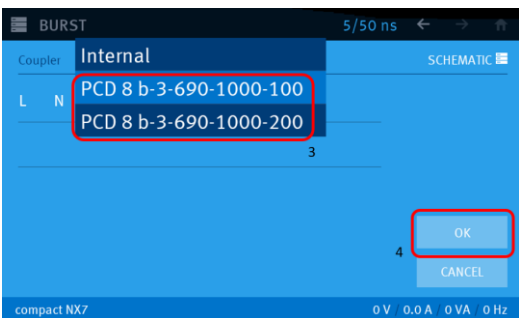 BURST 5/50 ns
Coupler Internal SCHEMATIC
PCD 8 b-3-690-1000-100
L N
PCD 8 b-3-690-1000-200
3
OK
4
CANCEL
compact NX7 0 V / 0.0 A / 0 VA / 0 Hz